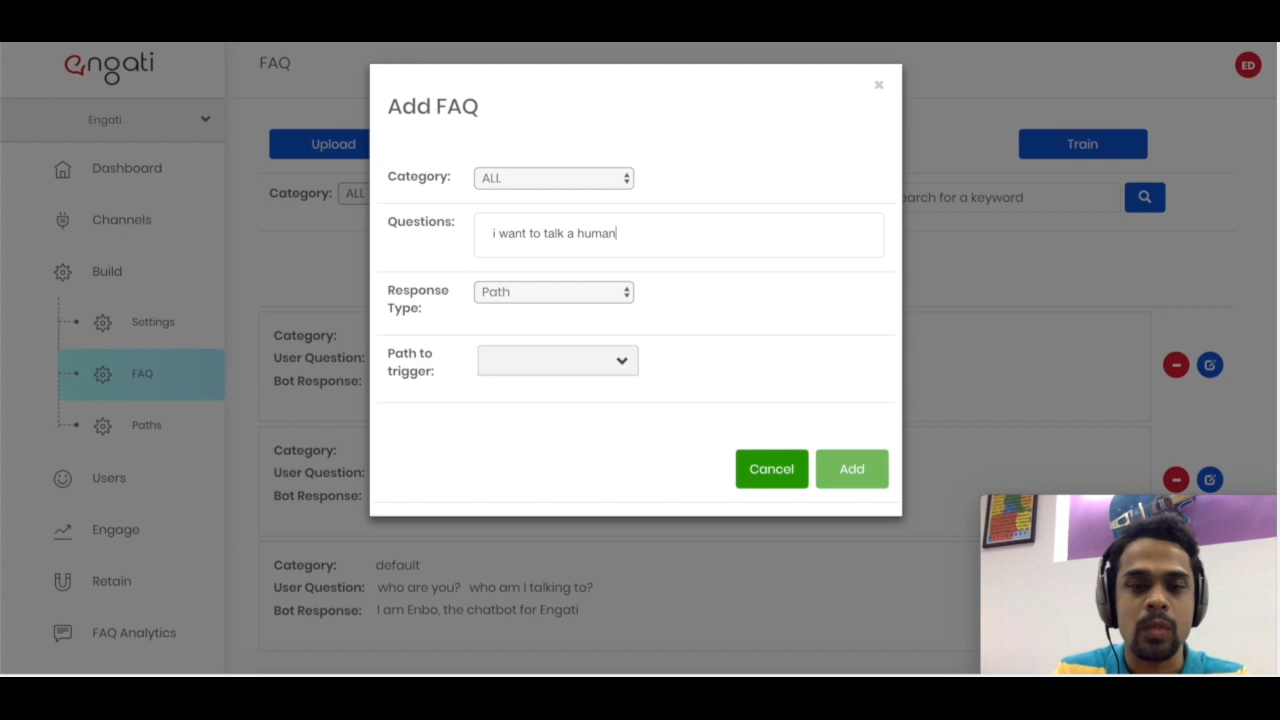 engati
FAQ
ED
Engati
Dashboard
Channels
Build
Settings
FAQ
Paths
Users
Engage
Retain
FAQ Analytics
Upload
Train
Category: ALL
earch for a keyword
Add FAQ
×
Category: ALL
Questions: i want to talk a human
Response Type: Path
Path to trigger:
Cancel
Add
Category:
User Question:
Bot Response:
Category:
User Question:
Bot Response:
Category: default
User Question: who are you? who am I talking to?
Bot Response: I am Enbo, the chatbot for Engati